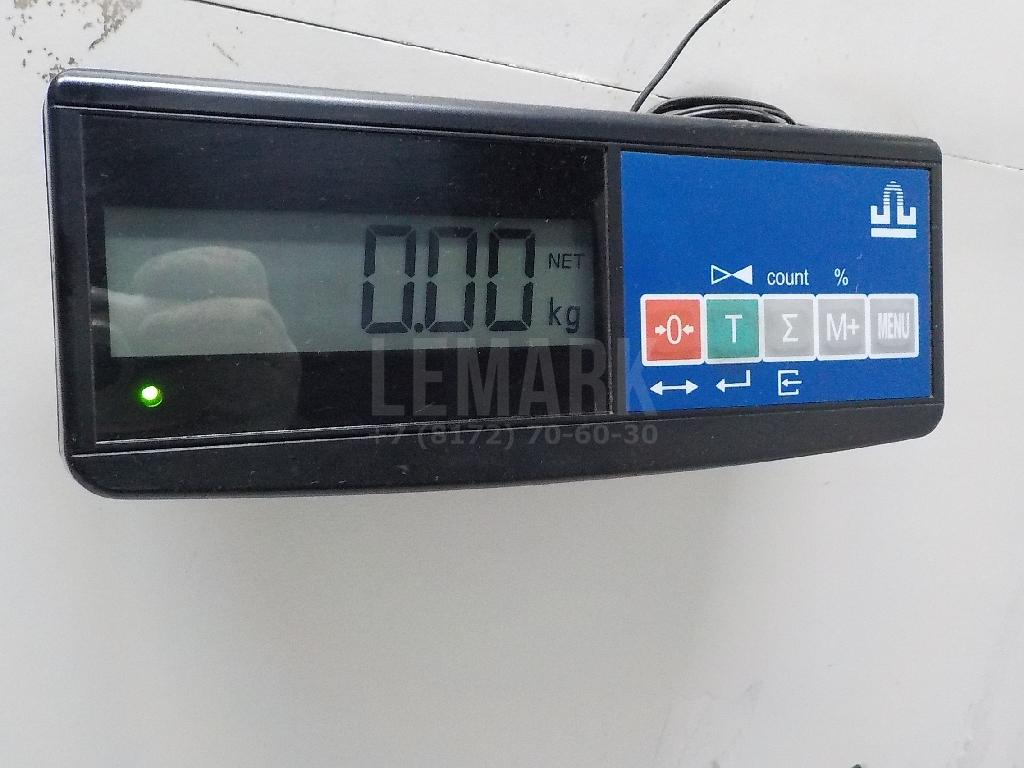 0.00 NET
kg
count %
→0← T Σ M+ MENU
LEMARK
+7 (8172) 70-60-30